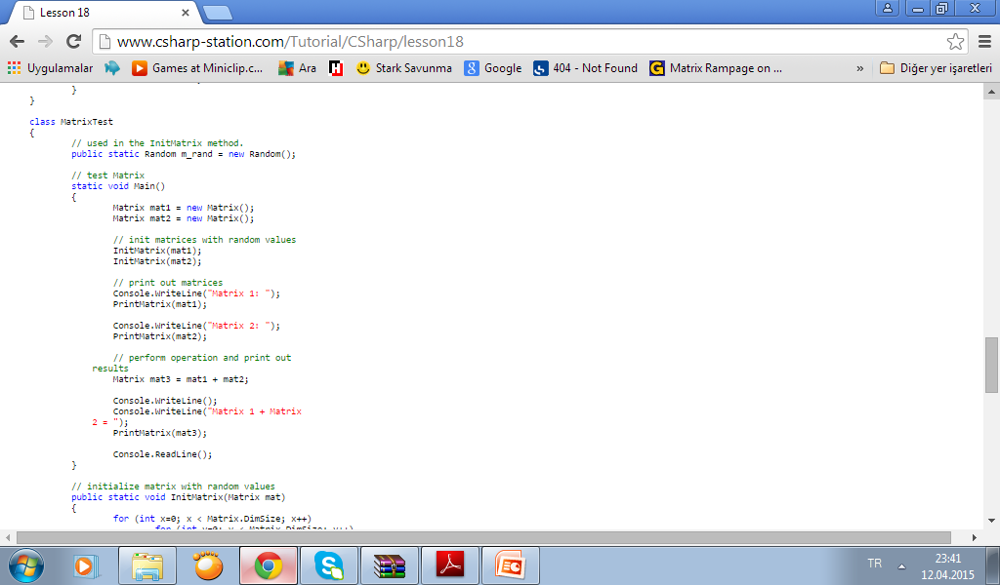 Lesson 18
www.csharp-station.com/Tutorial/CSharp/lesson18
Uygulamalar Games at Miniclip.c... Ara Stark Savunma Google 404 - Not Found Matrix Rampage on ... » Diğer yer işaretleri
}
}
class MatrixTest
{
// used in the InitMatrix method.
public static Random m_rand = new Random();
// test Matrix
static void Main()
{
Matrix mat1 = new Matrix();
Matrix mat2 = new Matrix();
// init matrices with random values
InitMatrix(mat1);
InitMatrix(mat2);
// print out matrices
Console.WriteLine("Matrix 1: ");
PrintMatrix(mat1);
Console.WriteLine("Matrix 2: ");
PrintMatrix(mat2);
// perform operation and print out
results
Matrix mat3 = mat1 + mat2;
Console.WriteLine();
Console.WriteLine("Matrix 1 + Matrix
2 = ");
PrintMatrix(mat3);
Console.ReadLine();
}
// initialize matrix with random values
public static void InitMatrix(Matrix mat)
{
for (int x=0; x < Matrix.DimSize; x++)
for (int y=0; y < Matrix.DimSize; y++)
TR
23:41
12.04.2015